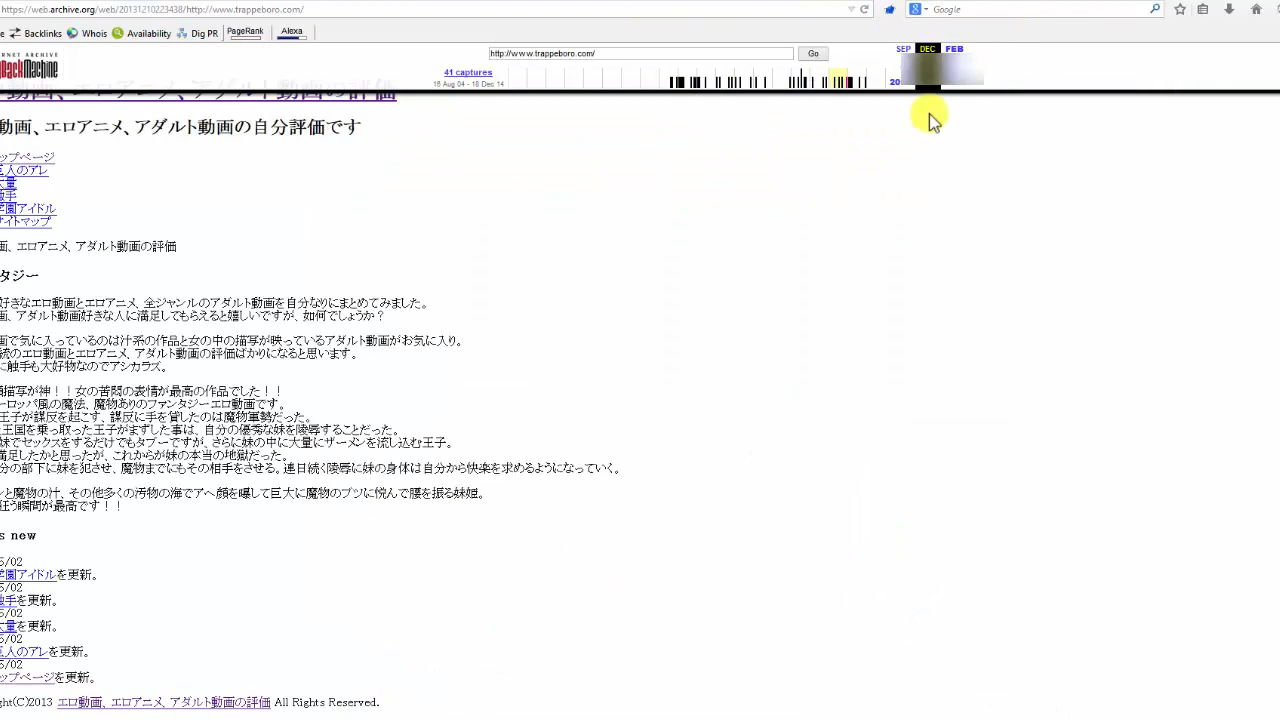 https://web.archive.org/web/20131210223438/http://www.trappeboro.com/
Google
Backlinks Whois Availability Dig PR PageRank Alexa
http://www.trappeboro.com/ Go
SEP DEC FEB
41 captures
20
動画、エロアニメ、アダルト動画の評価
動画、エロアニメ、アダルト動画の自分評価です
ップページ
巨人のアレ
大量
触手
学園アイドル
サイトマップ
画、エロアニメ、アダルト動画の評価
タジー
好きなエロ動画とエロアニメ、全ジャンルのアダルト動画を自分なりにまとめてみました。
画、アダルト動画好きな人に満足してもらえると嬉しいですが、如何でしょうか？
画で気に入っているのは汁系の作品と女の中の描写が映っているアダルト動画がお気に入り。
統のエロ動画とエロアニメ、アダルト動画の評価ばかりになると思います。
に触手も大好物なのでアシカラズ。
描写が神！！女の苦悶の表情が最高の作品でした！！
ーロッパ風の魔法、魔物ありのファンタジーエロ動画です。
王子が謀反を起こす、謀反に手を貸したのは魔物軍勢だった。
王国を乗っ取った王子がまずした事は、自分の優秀な妹を陵辱することだった。
妹でセックスをするだけでもタブーですが、さらに妹の中に大量にザーメンを流し込む王子。
満足したかと思ったが、これからが妹の本当の地獄だった。
分の部下に妹を犯させ、魔物までにもその相手をさせる。連日続く陵辱に妹の身体は自分から快楽を求めるようになっていく。
と魔物の汁、その他多くの汚物の海でアヘ顔を曝して巨大に魔物のブツに悦んで腰を振る妹姫。
狂う瞬間が最高です！！
s new
5/02
学園アイドルを更新。
5/02
触手を更新。
5/02
大量を更新。
5/02
巨人のアレを更新。
5/02
ップページを更新。
ght(C)2013 エロ動画、エロアニメ、アダルト動画の評価 All Rights Reserved.